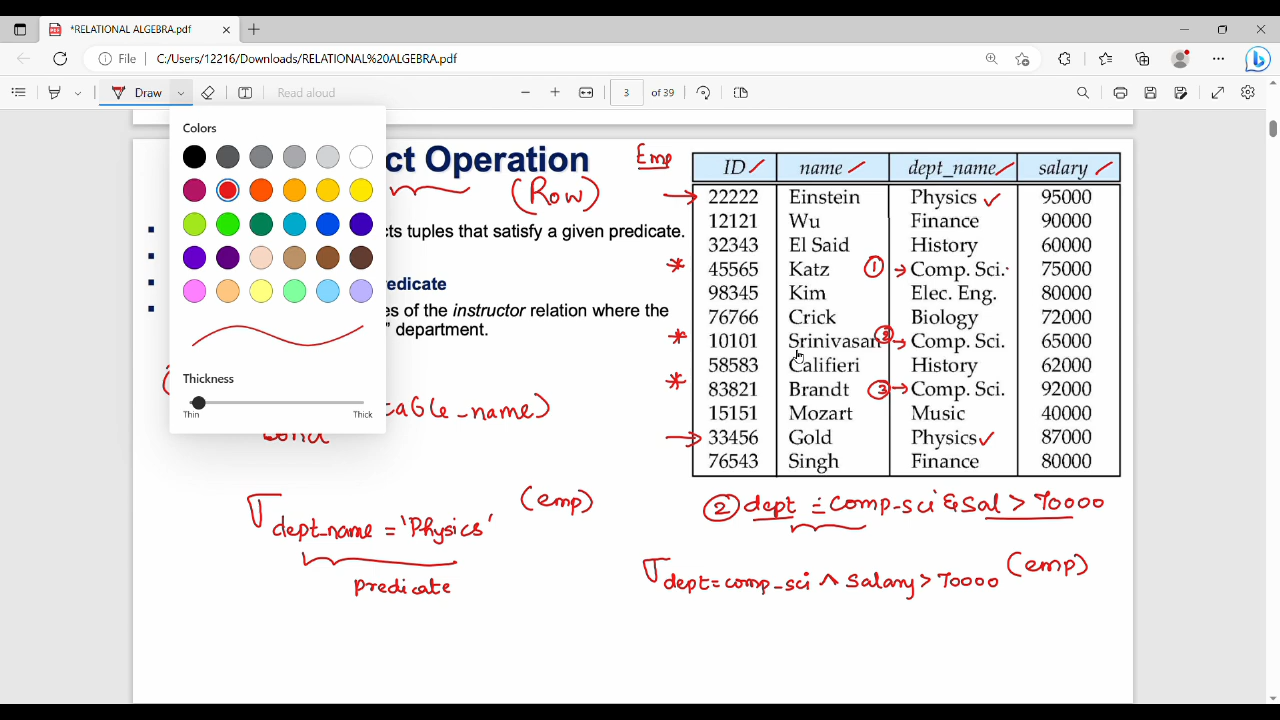 *RELATIONAL ALGEBRA.pdf
File C:/Users/12216/Downloads/RELATIONAL%20ALGEBRA.pdf
Draw Read aloud 3 of 39
Colors
Thickness
Thin Thick
ct Operation
(Row)
cts tuples that satisfy a given predicate.
redicate
es of the instructor relation where the
” department.
table_name)
σ dept_name = 'Physics' (emp)
predicate
Emp
ID name dept_name salary
22222 Einstein Physics 95000
12121 Wu Finance 90000
32343 El Said History 60000
* 45565 Katz ① Comp. Sci. 75000
98345 Kim Elec. Eng. 80000
76766 Crick Biology 72000
* 10101 Srinivasan ② Comp. Sci. 65000
58583 Califieri History 62000
* 83821 Brandt ③ Comp. Sci. 92000
15151 Mozart Music 40000
33456 Gold Physics 87000
76543 Singh Finance 80000
② dept = comp-sci & sal > 70000
σ dept=comp-sci ^ salary > 70000 (emp)